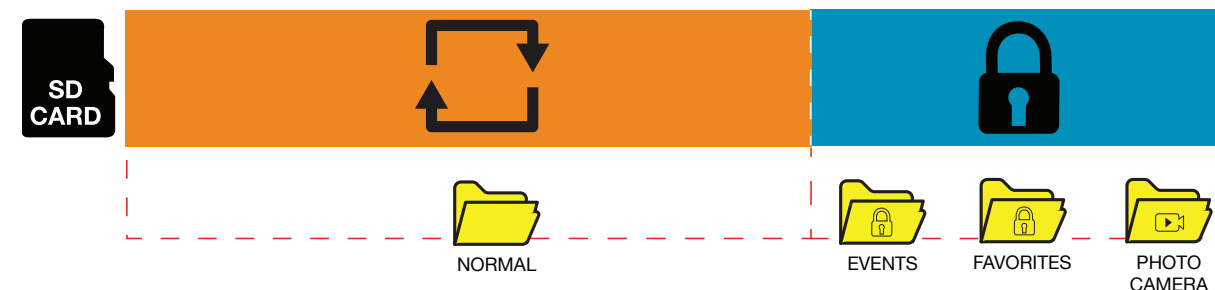 SD
CARD
NORMAL
EVENTS
FAVORITES
PHOTO
CAMERA